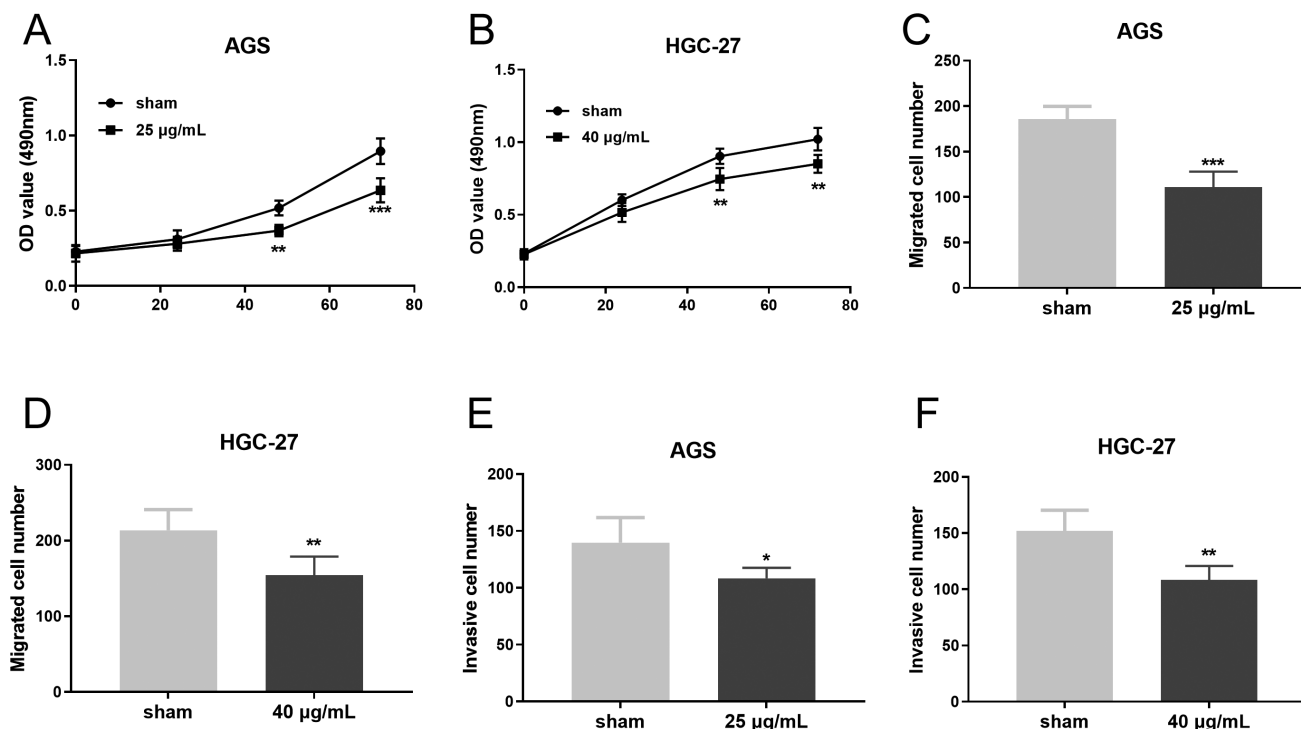 A
AGS
1.5
1.0
0.5
0.0
OD value (490nm)
sham
25 µg/mL
**
***
0
20
40
60
80
B
HGC-27
1.5
1.0
0.5
0.0
OD value (490nm)
sham
40 µg/mL
**
**
0
20
40
60
80
C
AGS
250
200
150
100
50
0
Migrated cell number
***
sham
25 µg/mL
D
HGC-27
300
200
100
0
Migrated cell number
**
sham
40 µg/mL
E
AGS
200
150
100
50
0
Invasive cell numer
*
sham
25 µg/mL
F
HGC-27
200
150
100
50
0
Invasive cell numer
**
sham
40 µg/mL